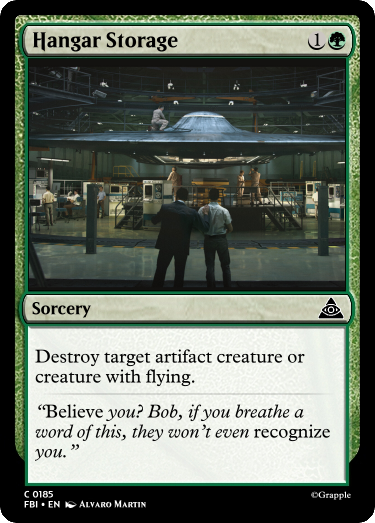 Hangar Storage 1
Sorcery
Destroy target artifact creature or
creature with flying.
“Believe you? Bob, if you breathe a
word of this, they won’t even recognize
you.”
C 0185
FBI • EN Alvaro Martin
©Grapple